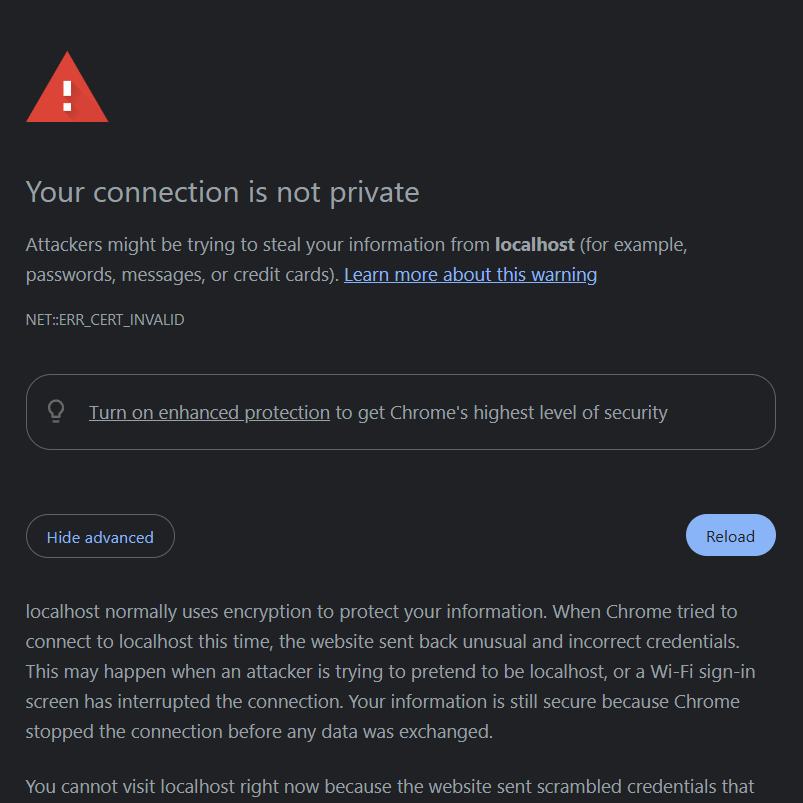 Your connection is not private
Attackers might be trying to steal your information from localhost (for example,
passwords, messages, or credit cards). Learn more about this warning
NET::ERR_CERT_INVALID
Turn on enhanced protection to get Chrome's highest level of security
Hide advanced
Reload
localhost normally uses encryption to protect your information. When Chrome tried to
connect to localhost this time, the website sent back unusual and incorrect credentials.
This may happen when an attacker is trying to pretend to be localhost, or a Wi-Fi sign-in
screen has interrupted the connection. Your information is still secure because Chrome
stopped the connection before any data was exchanged.
You cannot visit localhost right now because the website sent scrambled credentials that